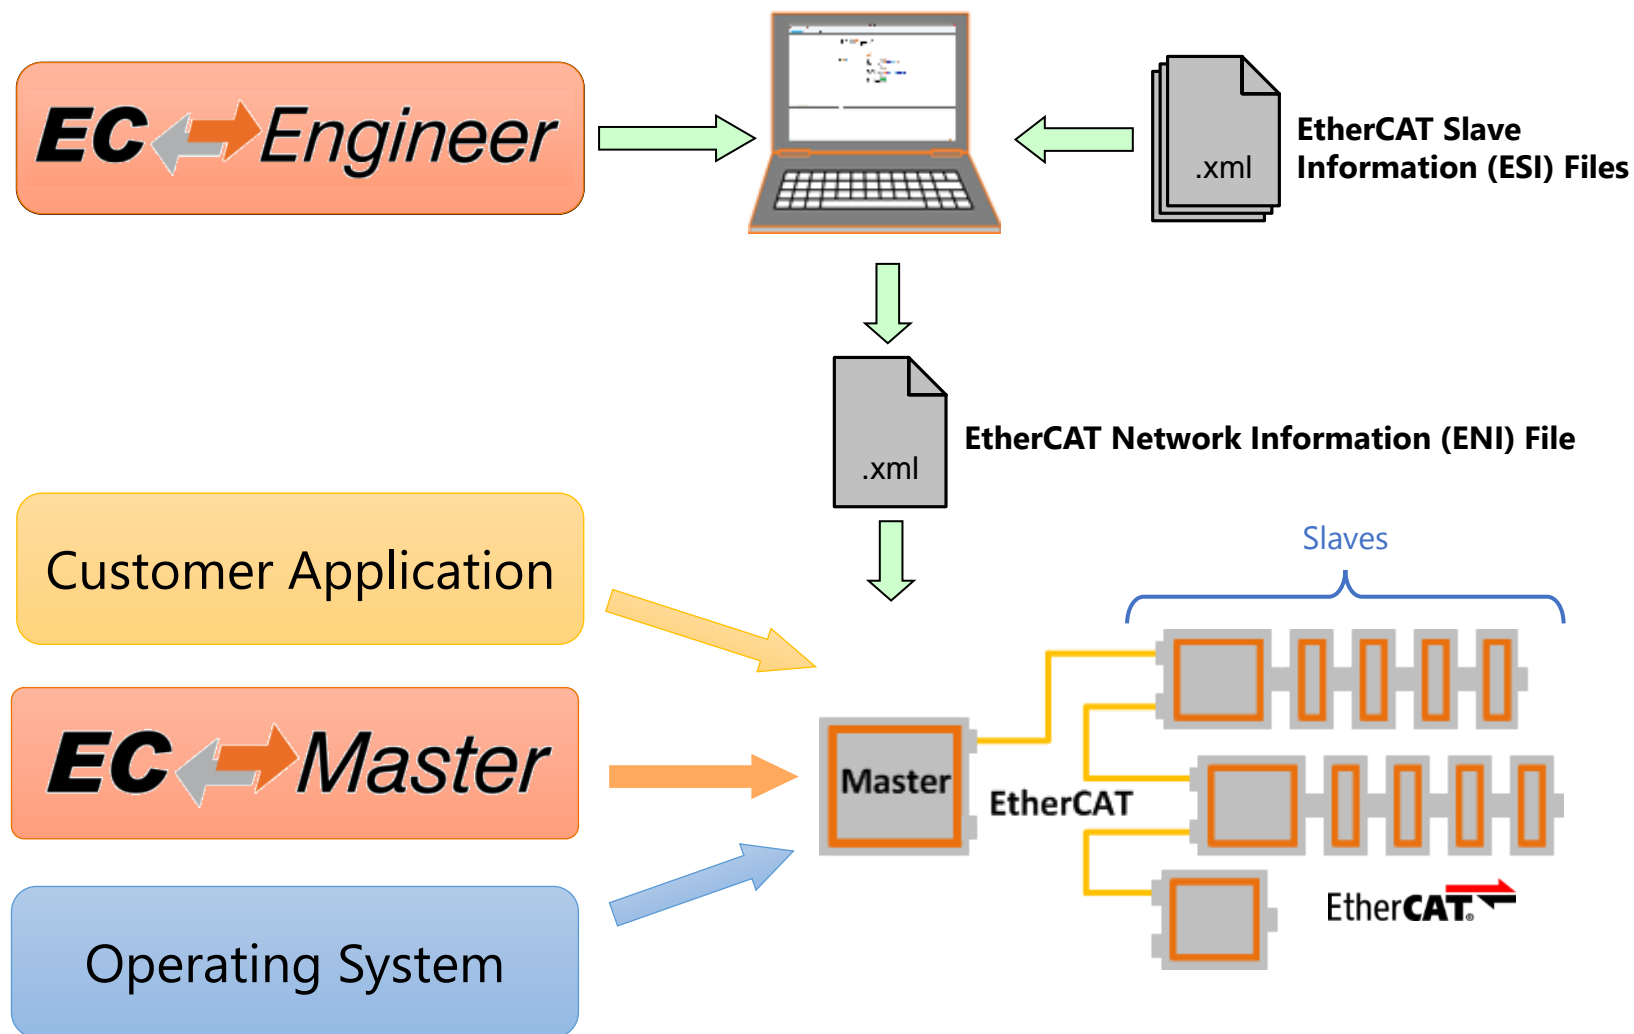 EC Engineer
.xml
EtherCAT Slave
Information (ESI) Files
.xml
EtherCAT Network Information (ENI) File
Customer Application
Slaves
EC Master
Master
EtherCAT
Operating System
EtherCAT®